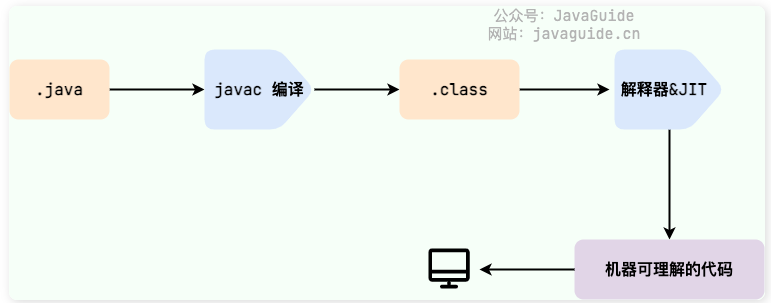 公众号：JavaGuide
网站：javaguide.cn
.java
javac 编译
.class
解释器&JIT
机器可理解的代码